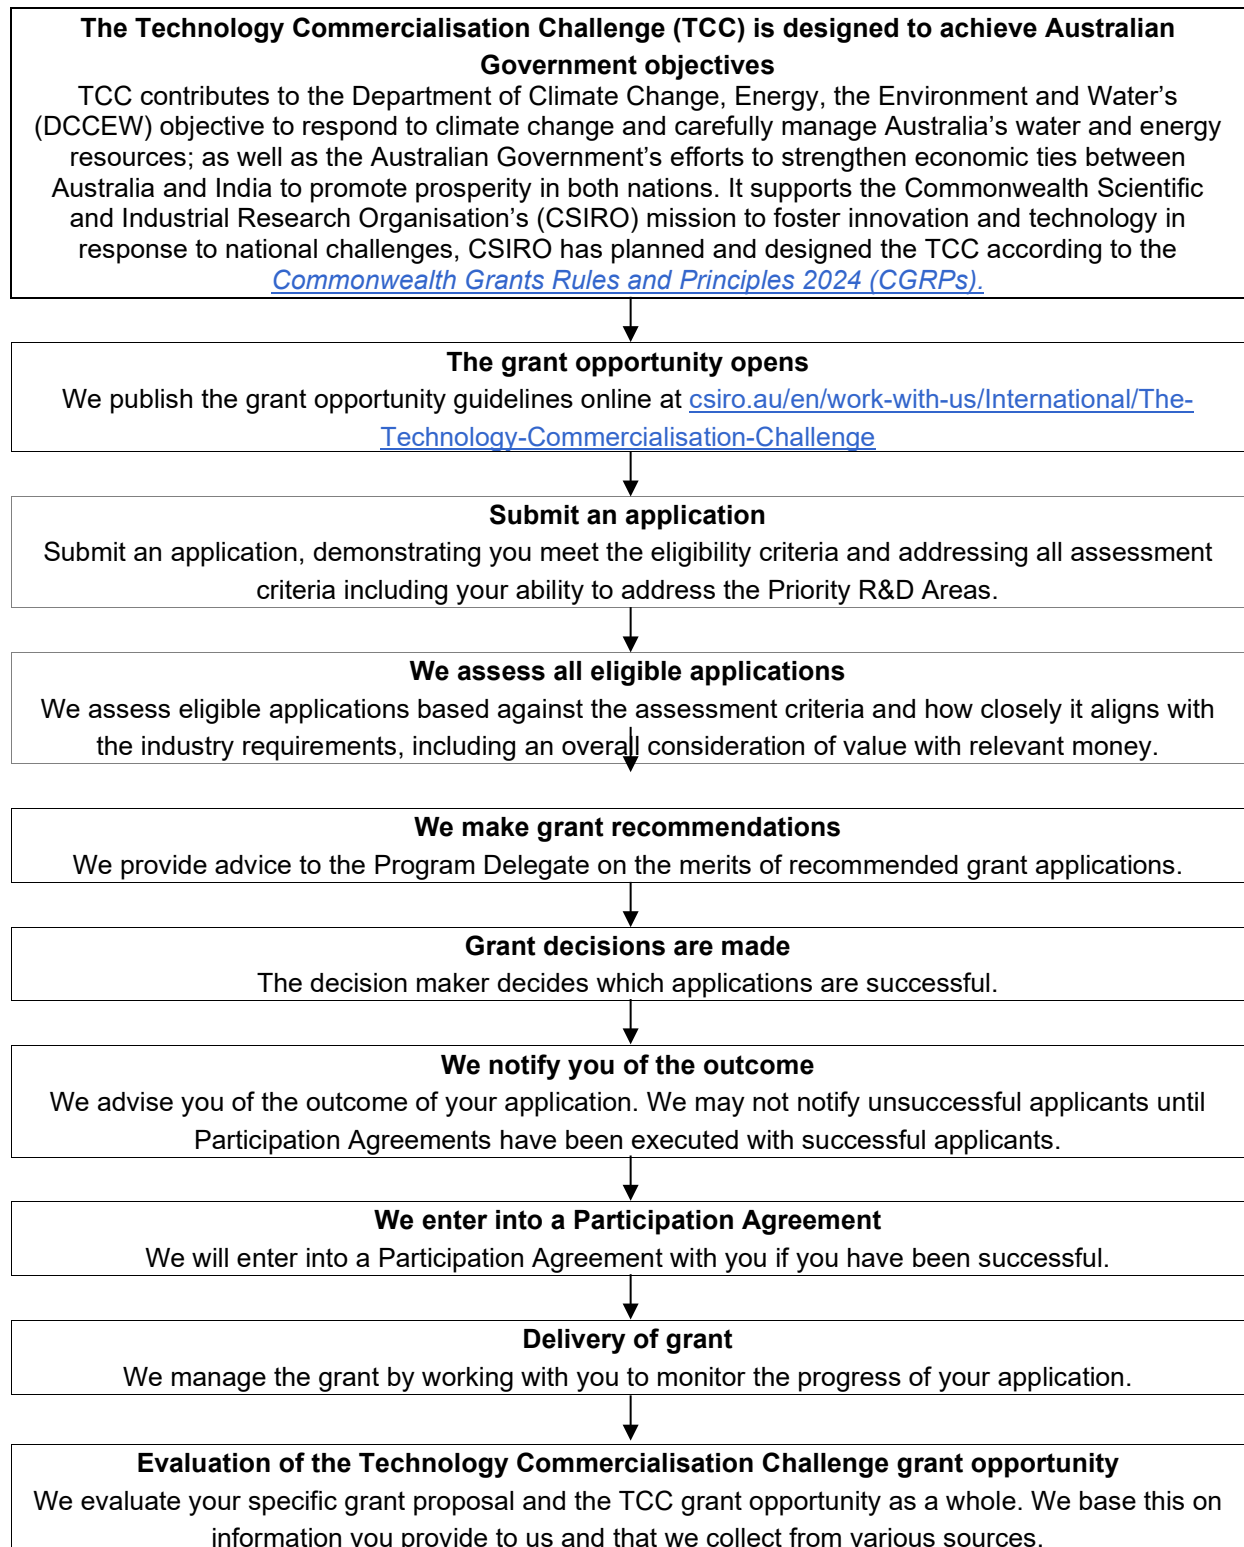 The Technology Commercialisation Challenge (TCC) is designed to achieve Australian
Government objectives
TCC contributes to the Department of Climate Change, Energy, the Environment and Water's
(DCCEW) objective to respond to climate change and carefully manage Australia's water and energy
resources; as well as the Australian Government's efforts to strengthen economic ties between
Australia and India to promote prosperity in both nations. It supports the Commonwealth Scientific
and Industrial Research Organisation's (CSIRO) mission to foster innovation and technology in
response to national challenges, CSIRO has planned and designed the TCC according to the
Commonwealth Grants Rules and Principles 2024 (CGRPs).
The grant opportunity opens
We publish the grant opportunity guidelines online at csiro.au/en/work-with-us/International/The-
Technology-Commercialisation-Challenge
Submit an application
Submit an application, demonstrating you meet the eligibility criteria and addressing all assessment
criteria including your ability to address the Priority R&D Areas.
We assess all eligible applications
We assess eligible applications based against the assessment criteria and how closely it aligns with
the industry requirements, including an overall consideration of value with relevant money.
We make grant recommendations
We provide advice to the Program Delegate on the merits of recommended grant applications.
Grant decisions are made
The decision maker decides which applications are successful.
We notify you of the outcome
We advise you of the outcome of your application. We may not notify unsuccessful applicants until
Participation Agreements have been executed with successful applicants.
We enter into a Participation Agreement
We will enter into a Participation Agreement with you if you have been successful.
Delivery of grant
We manage the grant by working with you to monitor the progress of your application.
Evaluation of the Technology Commercialisation Challenge grant opportunity
We evaluate your specific grant proposal and the TCC grant opportunity as a whole. We base this on
information you provide to us and that we collect from various sources.